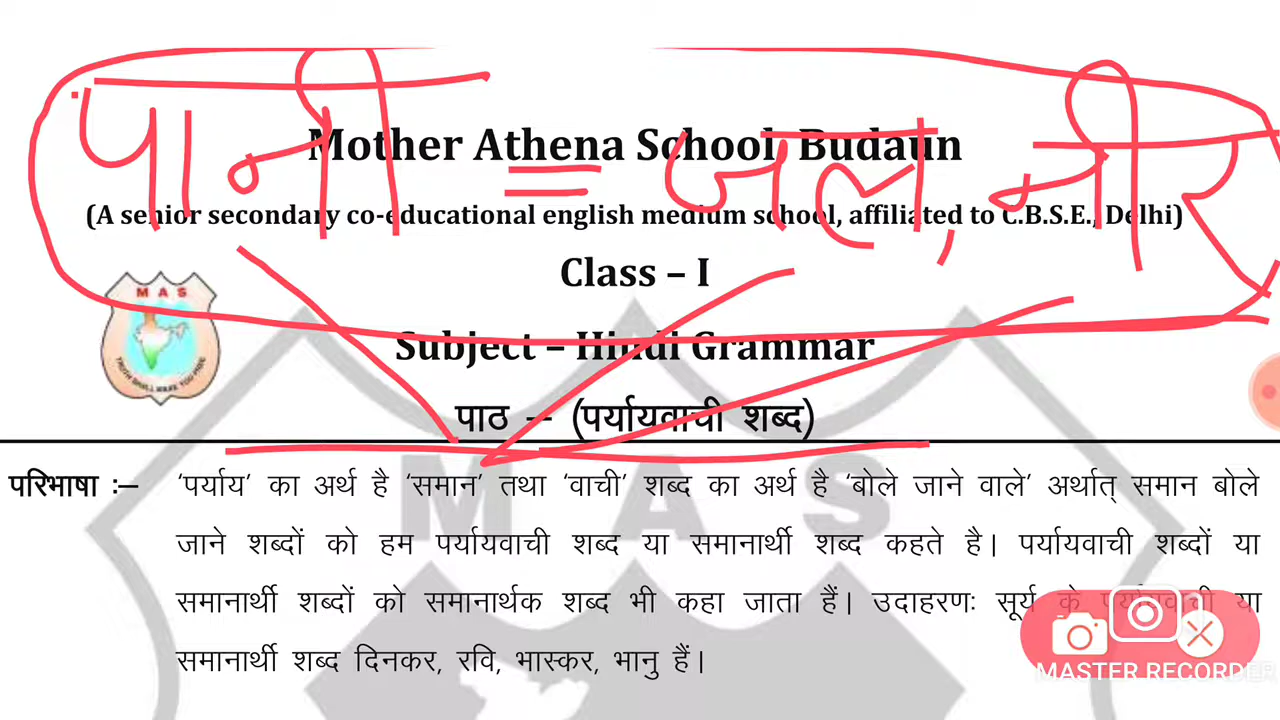 पानी = जल, नीर
Mother Athena School, Budaun
(A senior secondary co-educational english medium school, affiliated to C.B.S.E., Delhi)
Class – I
M A S
Subject – Hindi Grammar
पाठ – (पर्यायवाची शब्द)
परिभाषा :– 'पर्याय' का अर्थ है 'समान' तथा 'वाची' शब्द का अर्थ है 'बोले जाने वाले' अर्थात् समान बोले
जाने शब्दों को हम पर्यायवाची शब्द या समानार्थी शब्द कहते है। पर्यायवाची शब्दों या
समानार्थी शब्दों को समानार्थक शब्द भी कहा जाता हैं। उदाहरणः सूर्य के पर्यायवाची या
समानार्थी शब्द दिनकर, रवि, भास्कर, भानु हैं।
M A S
MASTER RECORDER